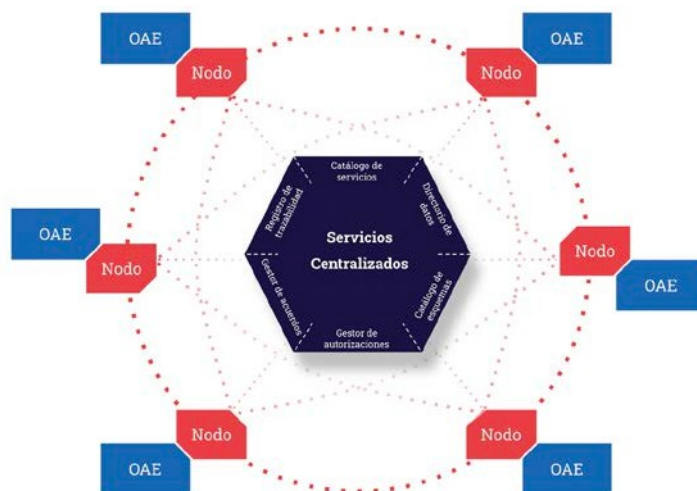 OAE
Nodo
OAE
Nodo
Catálogo de
servicios
Registro de
trazabilidad
Directorio de
datos
Servicios
Centralizados
OAE
Nodo
Nodo
OAE
Gestor de acuerdos
Catálogo de
esquemas
Gestor de
autorizaciones
Nodo
OAE
Nodo
OAE